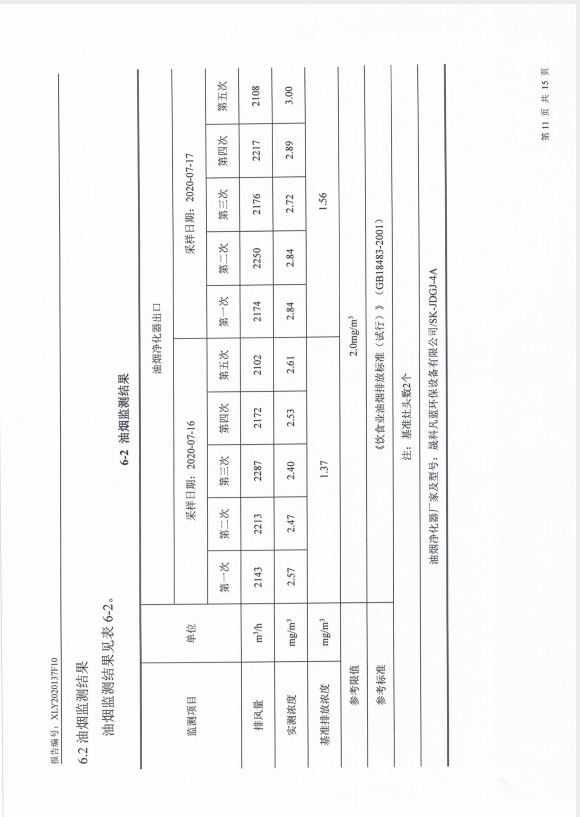 报告编号：XLY2020137F10
6.2 油烟监测结果
油烟监测结果见表 6-2。
6-2 油烟监测结果
监测项目 单位 油烟净化器出口
采样日期：2020-07-16 采样日期：2020-07-17
第一次 第二次 第三次 第四次 第五次 第一次 第二次 第三次 第四次 第五次
排风量 m³/h 2143 2213 2287 2172 2102 2174 2250 2176 2217 2108
实测浓度 mg/m³ 2.57 2.47 2.40 2.53 2.61 2.84 2.84 2.72 2.89 3.00
基准排放浓度 mg/m³ 1.37 1.56
参考限值 2.0mg/m³
参考标准 《饮食业油烟排放标准（试行）》（GB18483-2001）
注：基准灶头数2个
油烟净化器厂家及型号：晟科凡蓝环保设备有限公司/SK-JDGJ-4A
第 11 页 共 15 页